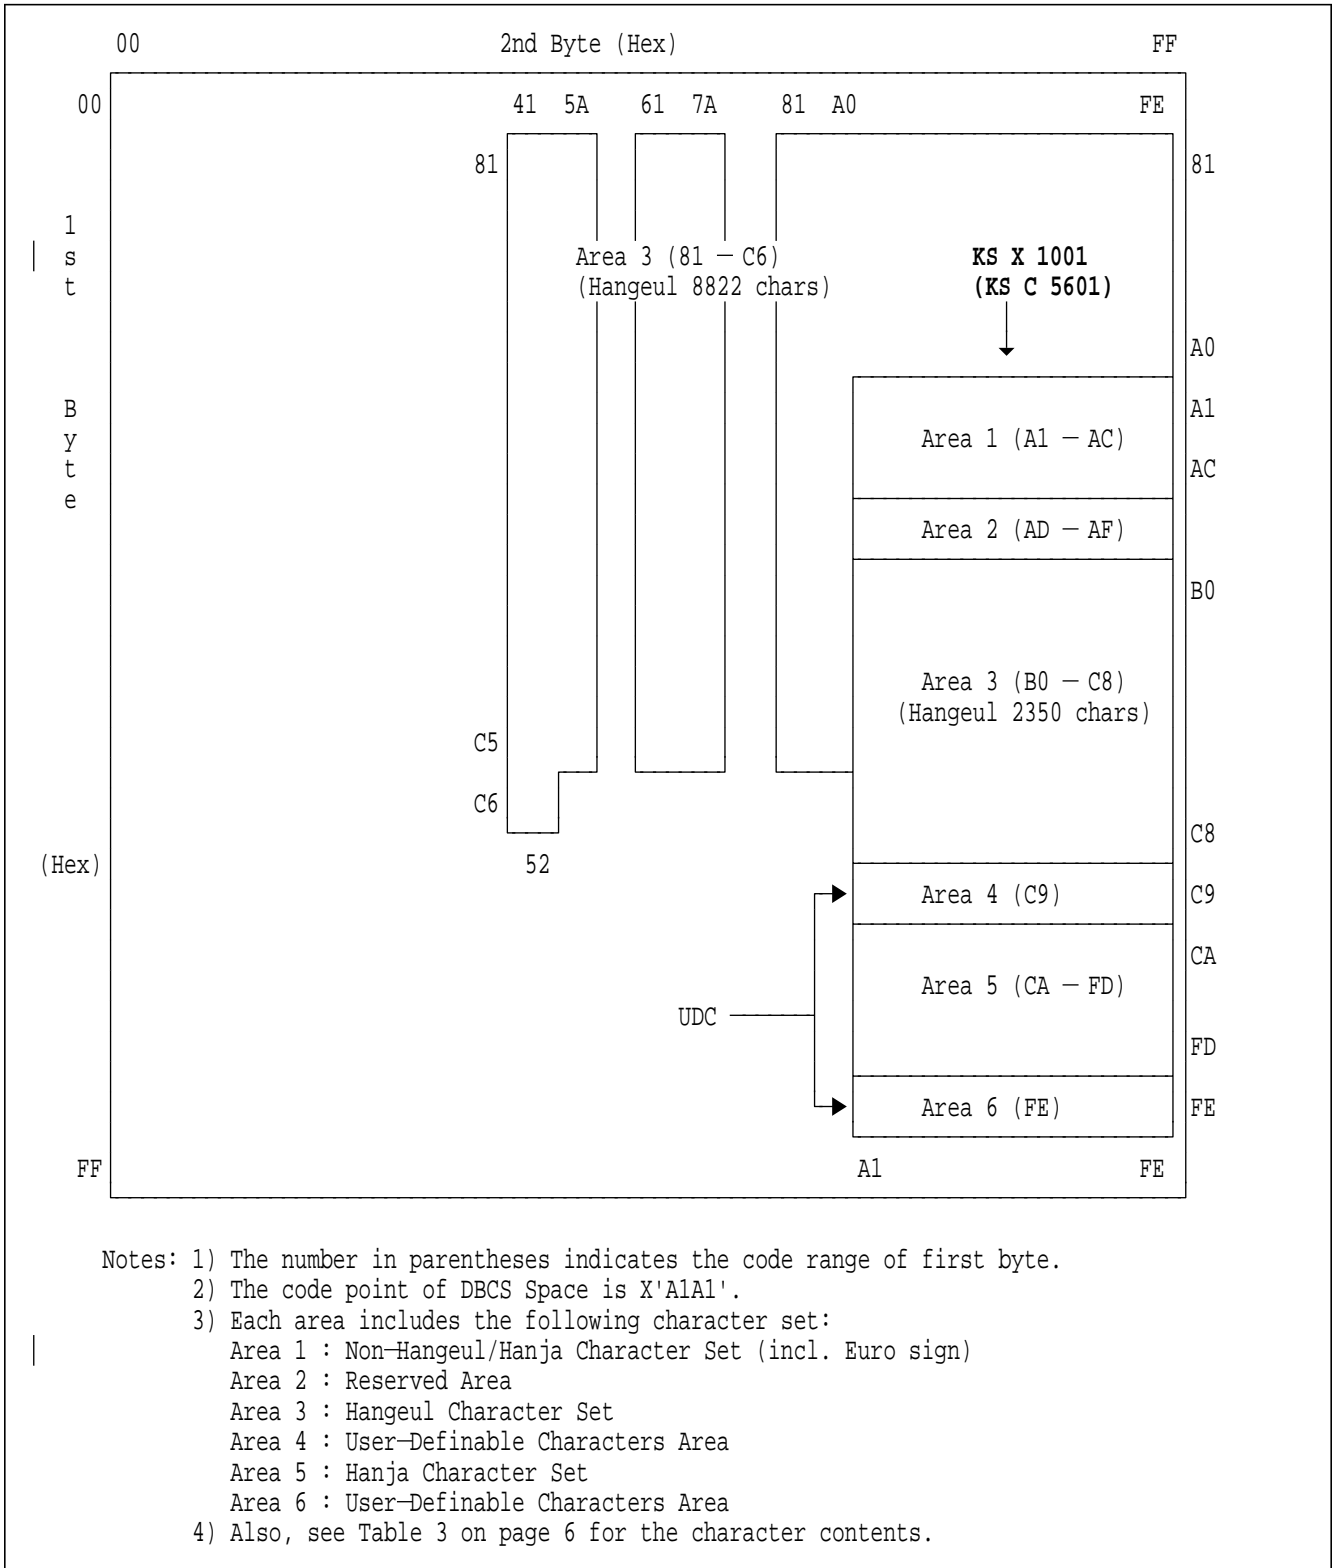 00 2nd Byte (Hex) FF
00 41 5A 61 7A 81 A0 FE
81 81
1st Byte
Area 3 (81 — C6) KS X 1001
(Hangeul 8822 chars) (KS C 5601)
A0
A1
Area 1 (A1 — AC)
AC
Area 2 (AD — AF)
B0
Area 3 (B0 — C8)
(Hangeul 2350 chars)
C5
C6
C8
(Hex) 52
Area 4 (C9) C9
CA
Area 5 (CA — FD)
UDC
FD
Area 6 (FE) FE
FF A1 FE
Notes: 1) The number in parentheses indicates the code range of first byte.
2) The code point of DBCS Space is X'A1A1'.
3) Each area includes the following character set:
Area 1 : Non—Hangeul/Hanja Character Set (incl. Euro sign)
Area 2 : Reserved Area
Area 3 : Hangeul Character Set
Area 4 : User—Definable Characters Area
Area 5 : Hanja Character Set
Area 6 : User—Definable Characters Area
4) Also, see Table 3 on page 6 for the character contents.